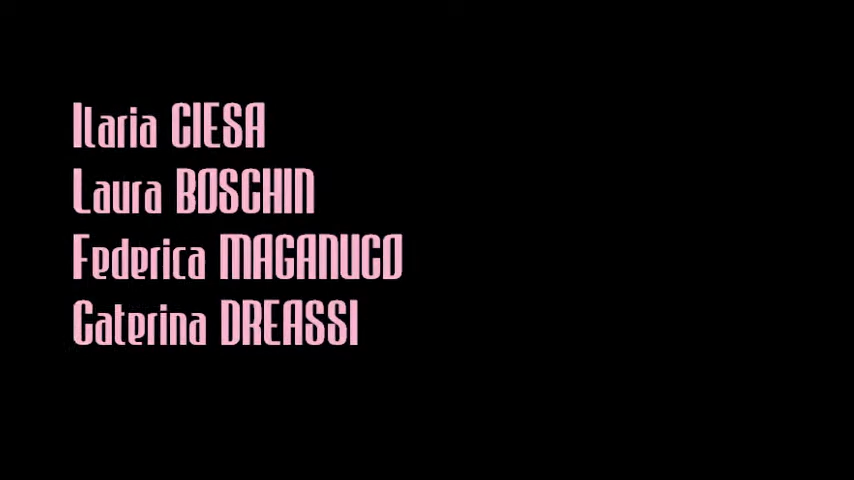 Ilaria CIESA
Laura BOSCHIN
Federica MAGANUCO
Caterina DREASSI